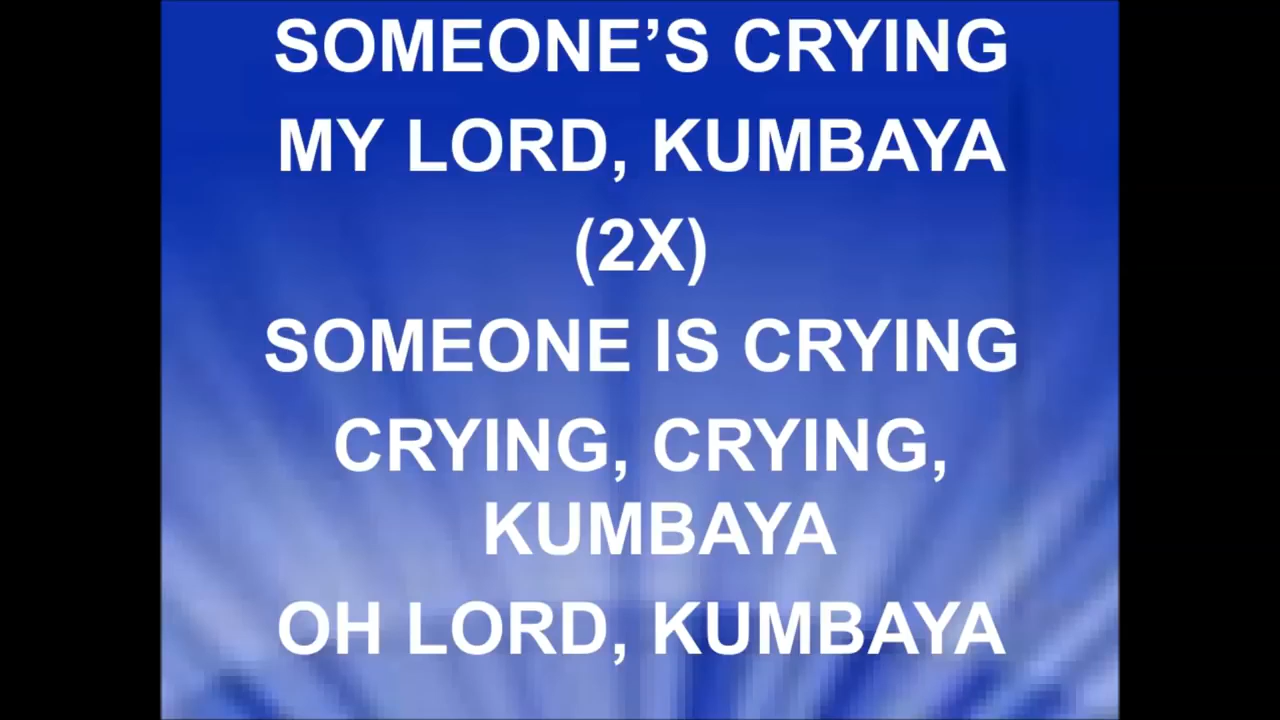 SOMEONE’S CRYING
MY LORD, KUMBAYA
(2X)
SOMEONE IS CRYING
CRYING, CRYING,
KUMBAYA
OH LORD, KUMBAYA